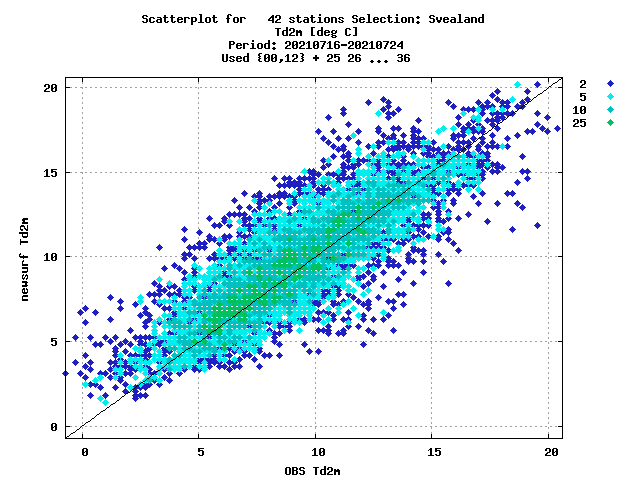 Scatterplot for   42 stations Selection: Svealand
Td2m [deg C]
Period: 20210716-20210724
Used {00,12} + 25 26 ... 36
2
5
10
25
20
15
10
5
0
newsurf Td2m
0 5 10 15 20
OBS Td2m